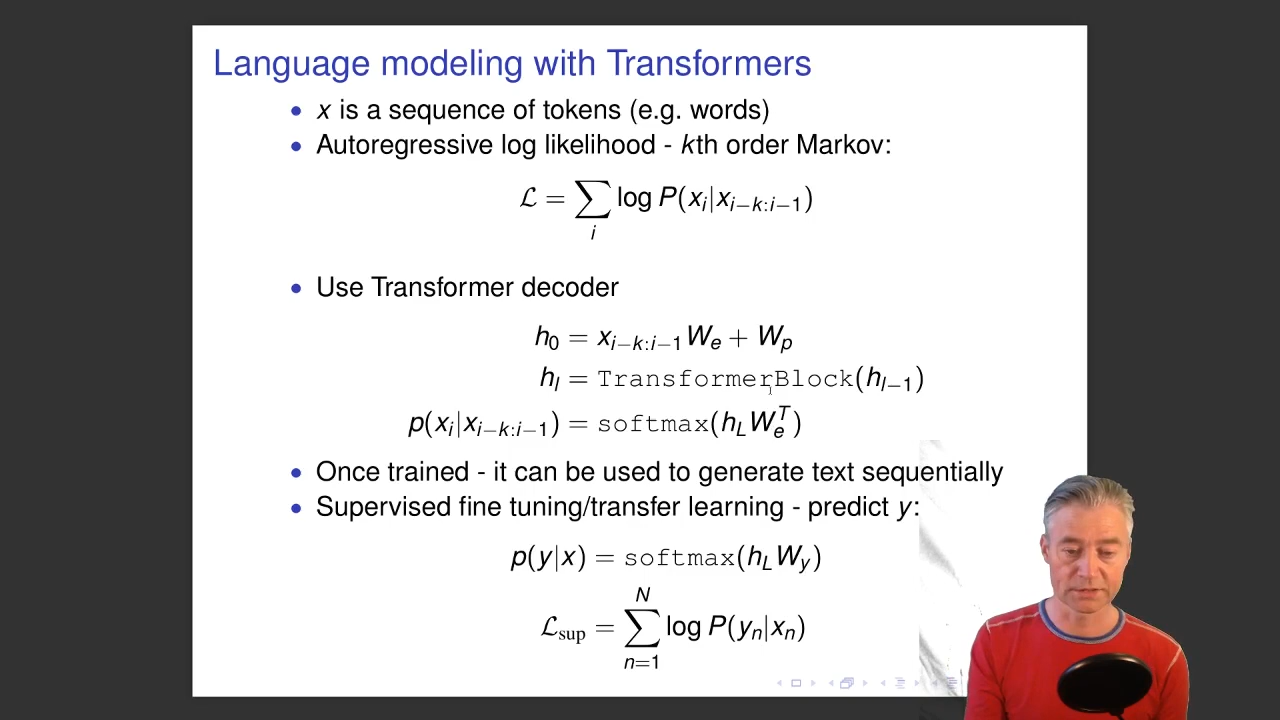 Language modeling with Transformers
• x is a sequence of tokens (e.g. words)
• Autoregressive log likelihood - kth order Markov:
ℒ = ∑_i log P(x_i|x_{i−k:i−1})
• Use Transformer decoder
h_0 = x_{i−k:i−1}W_e + W_p
h_l = TransformerBlock(h_{l−1})
p(x_i|x_{i−k:i−1}) = softmax(h_L W_e^T)
• Once trained - it can be used to generate text sequentially
• Supervised fine tuning/transfer learning - predict y:
p(y|x) = softmax(h_L W_y)
ℒ_sup = ∑_{n=1}^{N} log P(y_n|x_n)